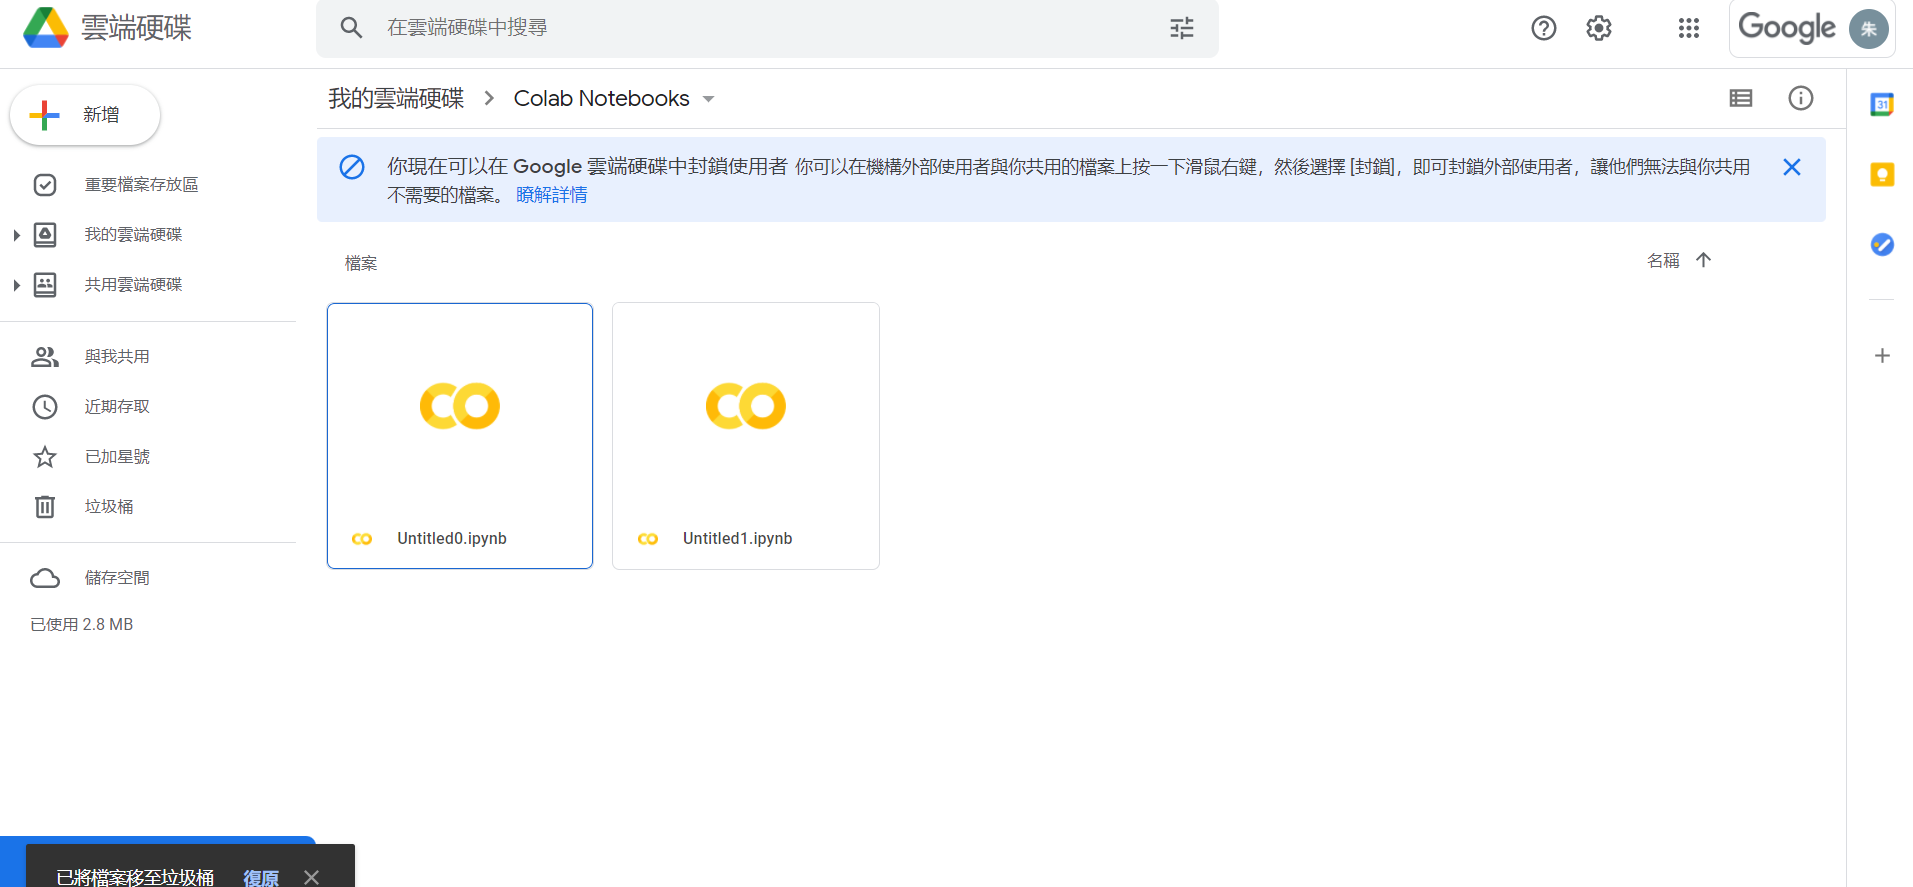 雲端硬碟
在雲端硬碟中搜尋
Google
朱
新增
重要檔案存放區
我的雲端硬碟
共用雲端硬碟
與我共用
近期存取
已加星號
垃圾桶
儲存空間
已使用 2.8 MB
我的雲端硬碟 > Colab Notebooks
你現在可以在 Google 雲端硬碟中封鎖使用者 你可以在機構外部使用者與你共用的檔案上按一下滑鼠右鍵，然後選擇 [封鎖]，即可封鎖外部使用者，讓他們無法與你共用
不需要的檔案。 瞭解詳情
檔案
名稱
Untitled0.ipynb
Untitled1.ipynb
31
已將檔案移至垃圾桶 復原